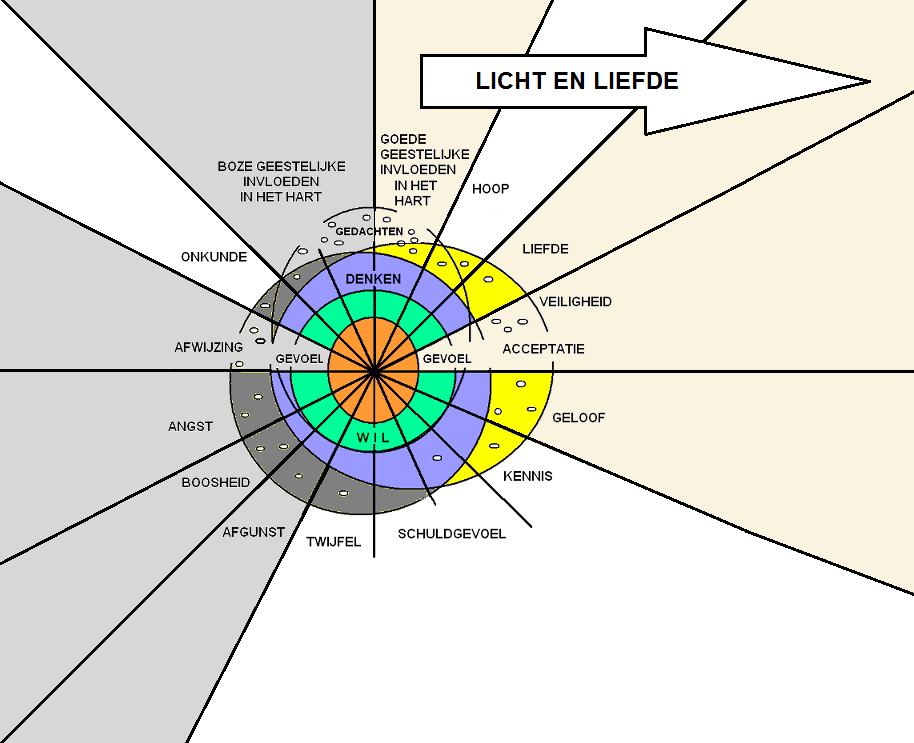 LICHT EN LIEFDE
BOZE GEESTELIJKE
INVLOEDEN
IN HET HART
GOEDE
GEESTELIJKE
INVLOEDEN
IN HET
HART
HOOP
GEDACHTEN
ONKUNDE
LIEFDE
DENKEN
VEILIGHEID
AFWIJZING
GEVOEL
GEVOEL
ACCEPTATIE
ANGST
GELOOF
WIL
BOOSHEID
KENNIS
AFGUNST
TWIJFEL
SCHULDGEVOEL